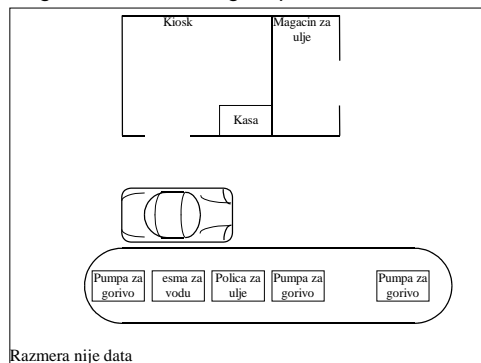 Kiosk
Magacin za
ulje
Kasa
Pumpa za
gorivo
esma za
vodu
Polica za
ulje
Pumpa za
gorivo
Pumpa za
gorivo
Razmera nije data